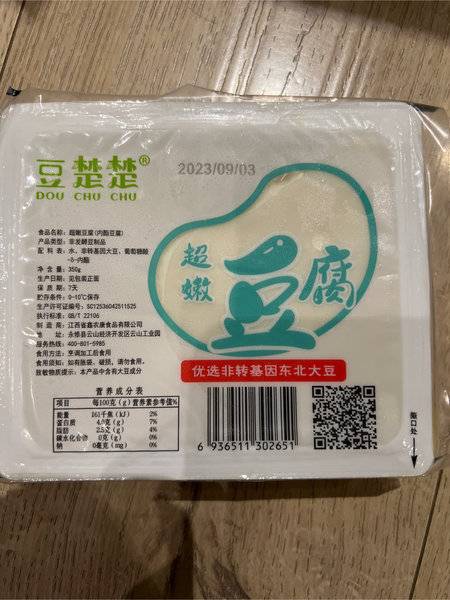 豆楚楚®
DOU CHU CHU
2023/09/03
超嫩
豆腐
食品名称：超嫩豆腐(内酯豆腐)
产品类型：非发酵豆制品
配 料 表：水、非转基因大豆、葡萄糖酸
-δ-内酯
净 含 量：350g
生产日期：见包装正面
保 质 期：7天
贮存条件：0-10℃保存
生产许可证编号：SC12536042511525
执行标准：GB/T 22106
制 造 商：江西省鑫农康食品有限公司
地 址：永修县云山经济开发区云山工业园
服务热线：400-801-5985
食用方法：烹调加工后食用
食用须知：如有胀袋、破损，请勿食用。
致敏物质提示：本产品中含有大豆成分
优选非转基因东北大豆
营养成分表
项目 每100克(g) 营养素参考值%
能量 161千焦(kJ) 2%
蛋白质 4.0克(g) 7%
脂肪 2.5克(g) 4%
碳水化合物 0克(g) 0%
钠 0毫克(mg) 0%
6 936511 302651
撕口处